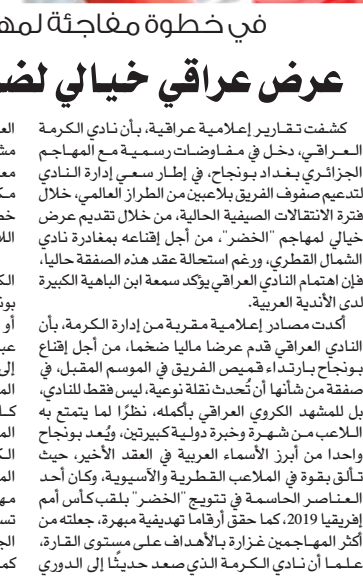 في خطوة مفاجئة
عرض عراقي خيالي
كشفت تقارير إعلامية عراقية، بأن نادي الكرمة
العراقي، دخل في مفاوضات رسمية مع المهاجم
الجزائري بغداد بونجاح، في إطار سعي إدارة النادي
لتدعيم صفوف الفريق بلاعبين من الطراز العالمي، خلال
فترة الانتقالات الصيفية الحالية، من خلال تقديم عرض
خيالي لمهاجم "الخضر"، من أجل إقناعه بمغادرة نادي
الشمال القطري، ورغم استحالة عقد هذه الصفقة حاليا،
فإن اهتمام النادي العراقي يؤكد سمعة ابن الباهية الكبيرة
لدى الأندية العربية.
أكدت مصادر إعلامية مقربة من إدارة الكرمة، بأن
النادي العراقي قدم عرضا ماليا ضخما، من أجل إقناع
بونجاح بارتداء قميص الفريق في الموسم المقبل، في
صفقة من شأنها أن تُحدث نقلة نوعية، ليس فقط للنادي،
بل للمشهد الكروي العراقي بأكمله، نظرًا لما يتمتع به
اللاعب من شهرة وخبرة دولية كبيرتين، ويُعد بونجاح
واحدا من أبرز الأسماء العربية في العقد الأخير، حيث
تألق بقوة في الملاعب القطرية والآسيوية، وكان أحد
العناصر الحاسمة في تتويج "الخضر" بلقب كأس أمم
إفريقيا 2019، كما حقق أرقاما تهديفية مبهرة، جعلته من
أكثر المهاجمين غزارة بالأهداف على مستوى القارة،
علما أن نادي الكرمة الذي صعد حديثًا إلى الدوري